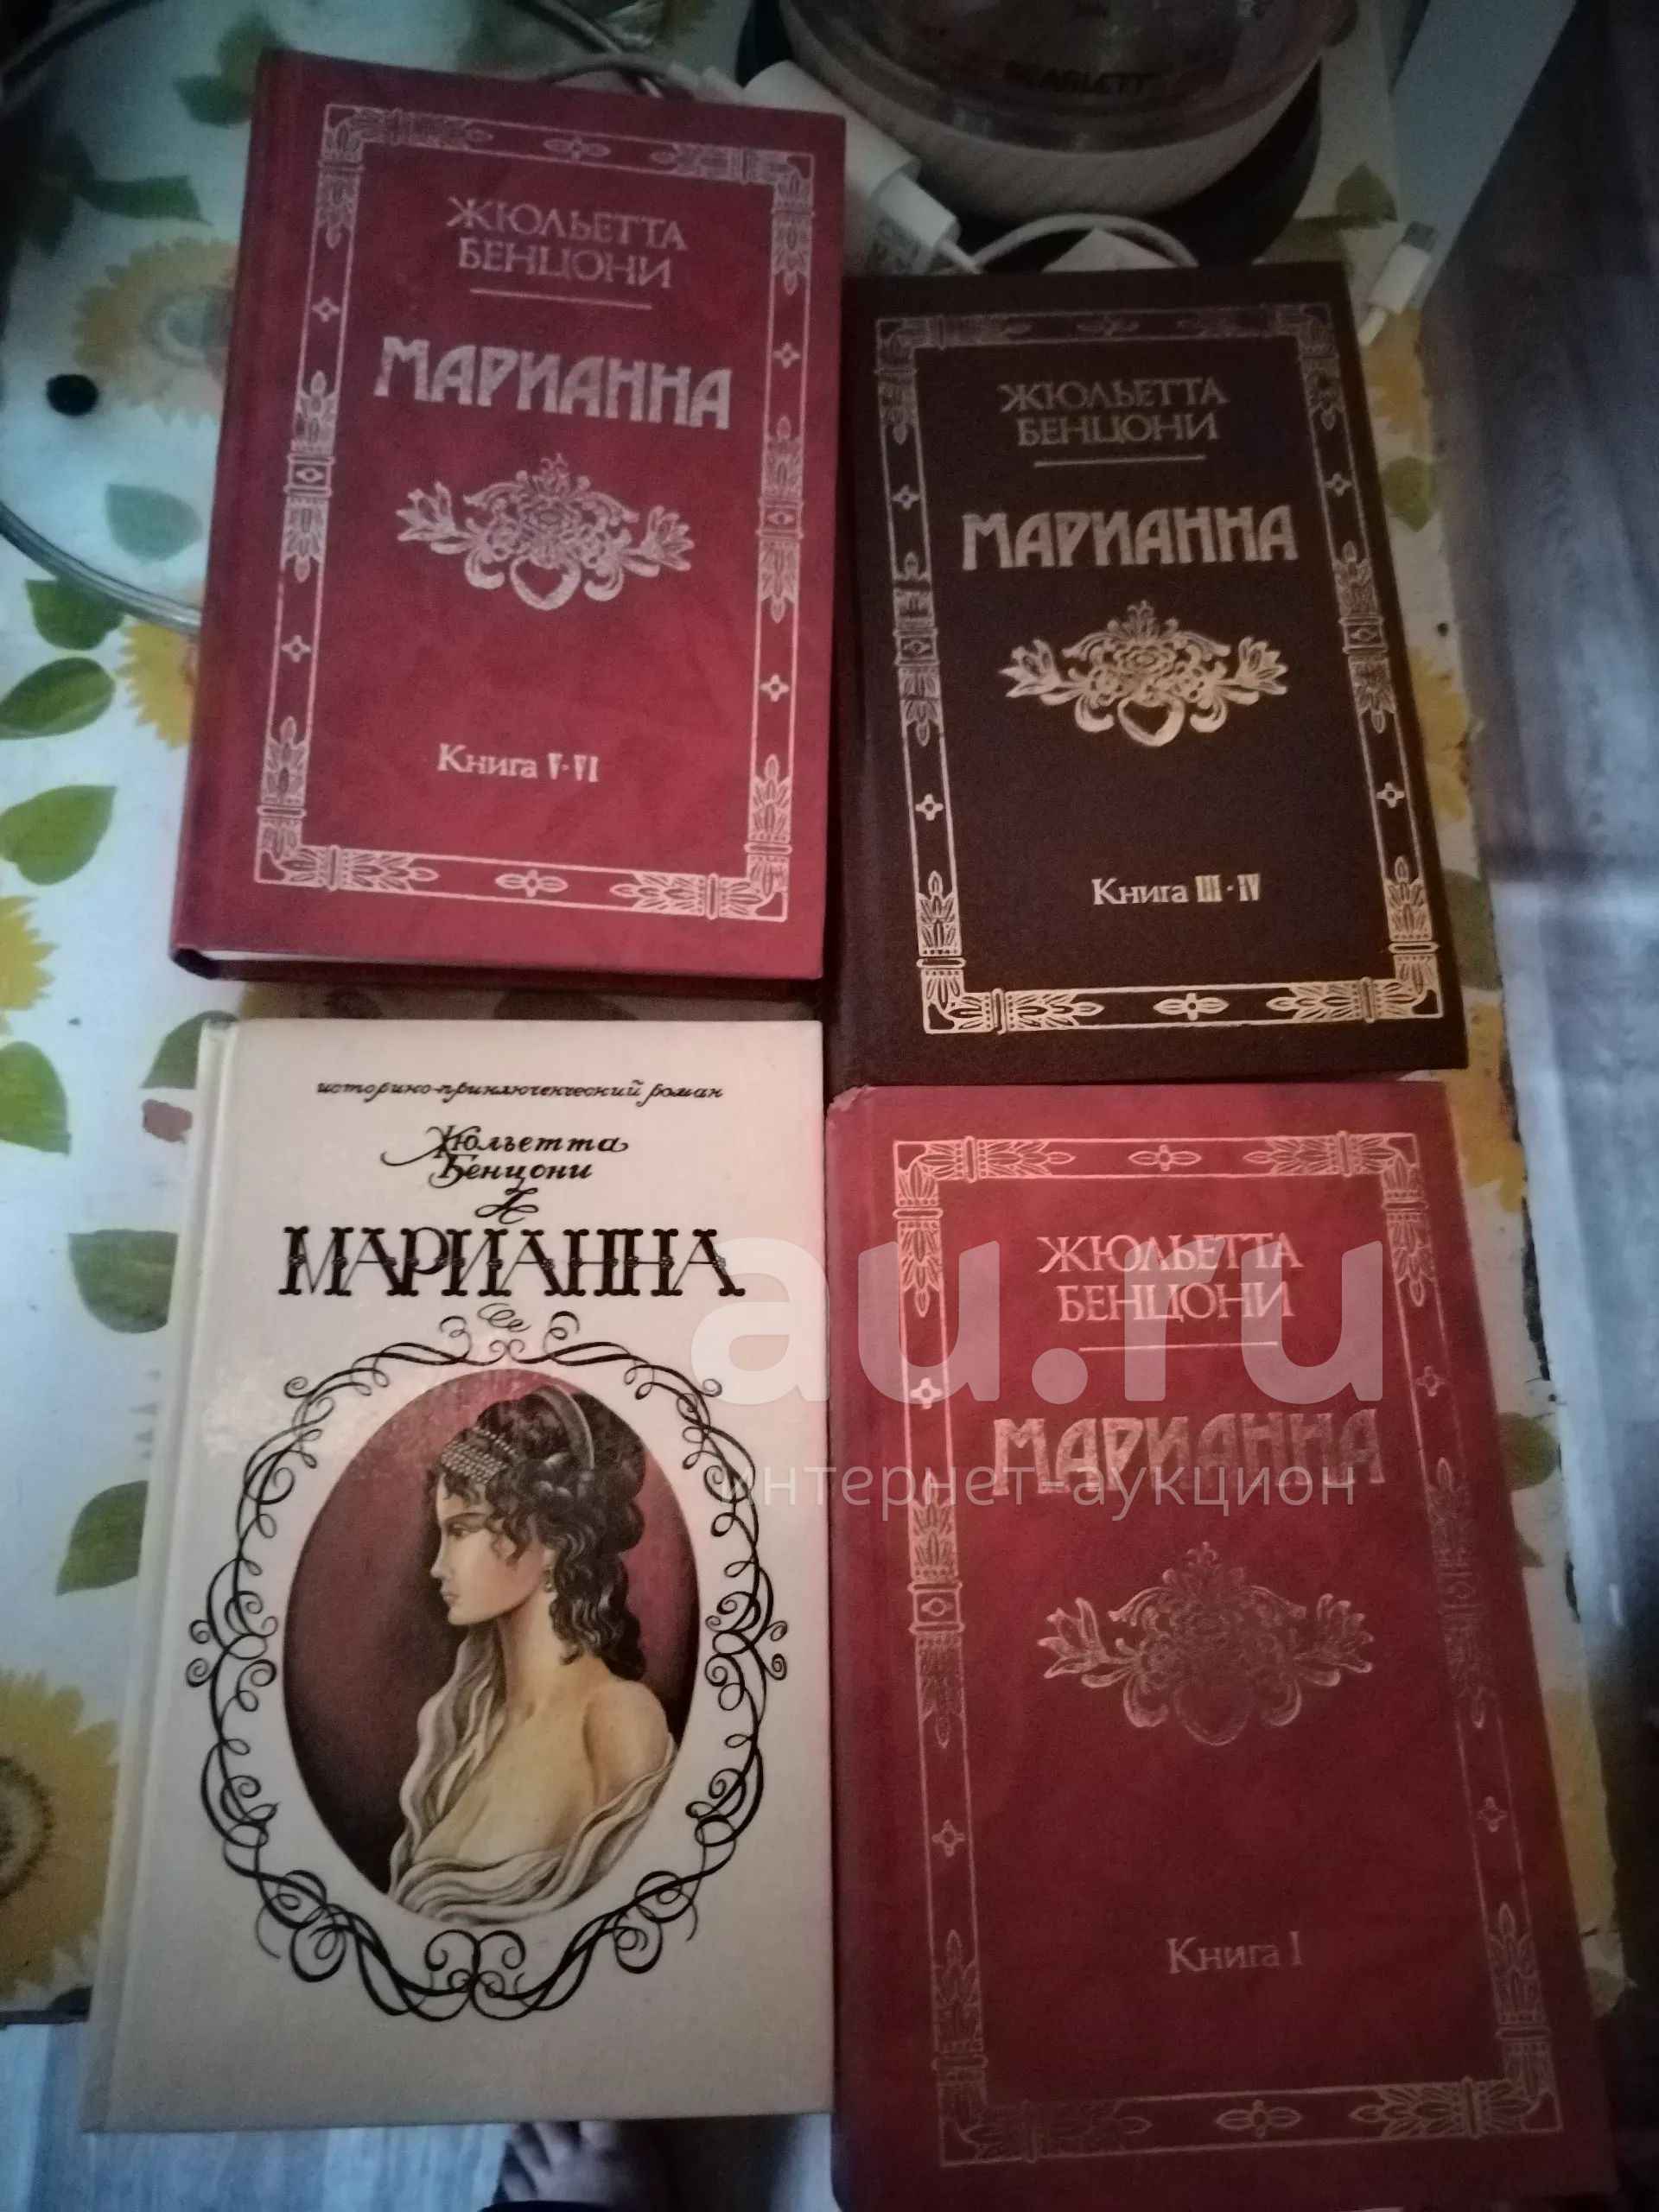 SCARLETT
ЖЮЛЬЕТТА
БЕНЦОНИ
МАРИАННА
Книга V·VI
ЖЮЛЬЕТТА
БЕНЦОНИ
МАРИАННА
Книга III·IV
историко-приключенческий роман
Жюльетта
Бенцони
МАРИАННА
ЖЮЛЬЕТТА
БЕНЦОНИ
МАРИАННА
Книга I
au.ru
интернет-аукцион